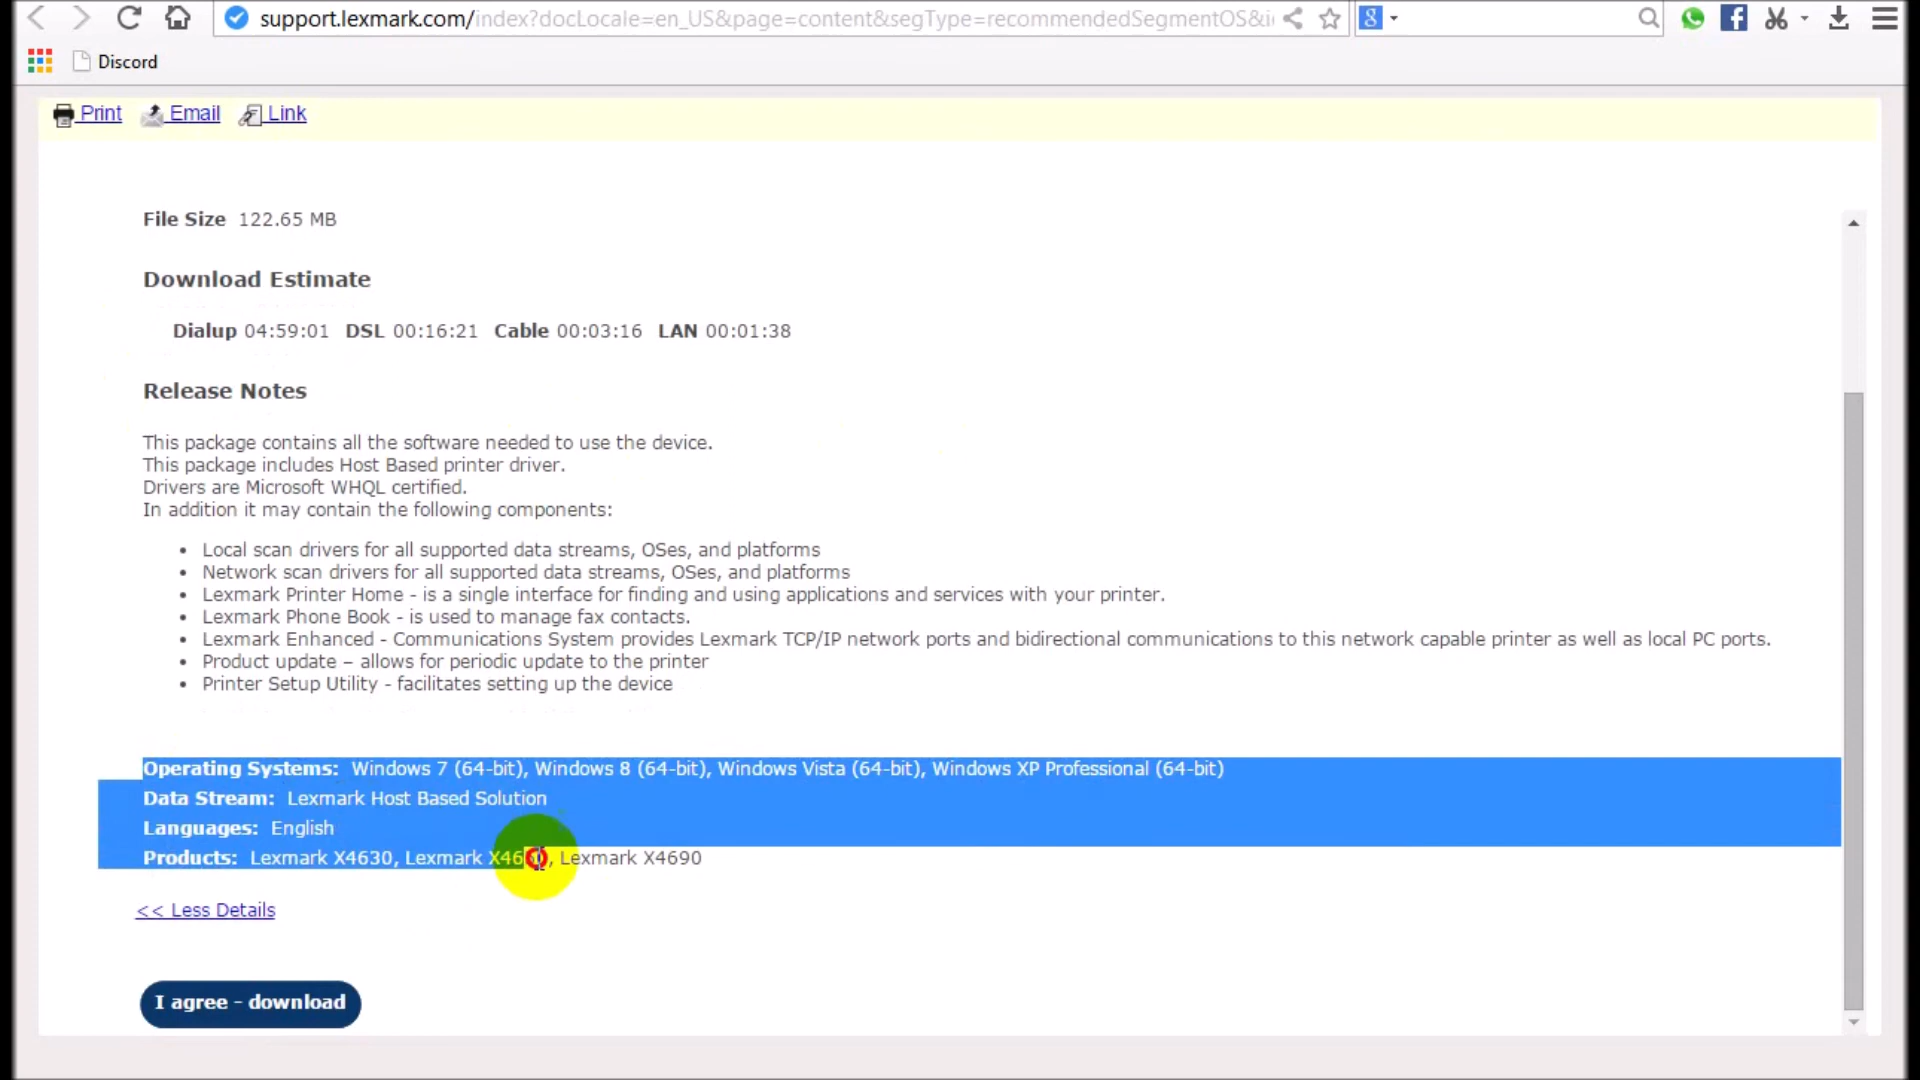 support.lexmark.com/index?docLocale=en_US&page=content&segType=recommendedSegmentOS&i
Discord
Print Email Link
File Size 122.65 MB
Download Estimate
Dialup 04:59:01 DSL 00:16:21 Cable 00:03:16 LAN 00:01:38
Release Notes
This package contains all the software needed to use the device.
This package includes Host Based printer driver.
Drivers are Microsoft WHQL certified.
In addition it may contain the following components:
• Local scan drivers for all supported data streams, OSes, and platforms
• Network scan drivers for all supported data streams, OSes, and platforms
• Lexmark Printer Home - is a single interface for finding and using applications and services with your printer.
• Lexmark Phone Book - is used to manage fax contacts.
• Lexmark Enhanced - Communications System provides Lexmark TCP/IP network ports and bidirectional communications to this network capable printer as well as local PC ports.
• Product update – allows for periodic update to the printer
• Printer Setup Utility - facilitates setting up the device
Operating Systems: Windows 7 (64-bit), Windows 8 (64-bit), Windows Vista (64-bit), Windows XP Professional (64-bit)
Data Stream: Lexmark Host Based Solution
Languages: English
Products: Lexmark X4630, Lexmark Lexmark X4690
<< Less Details
I agree - download